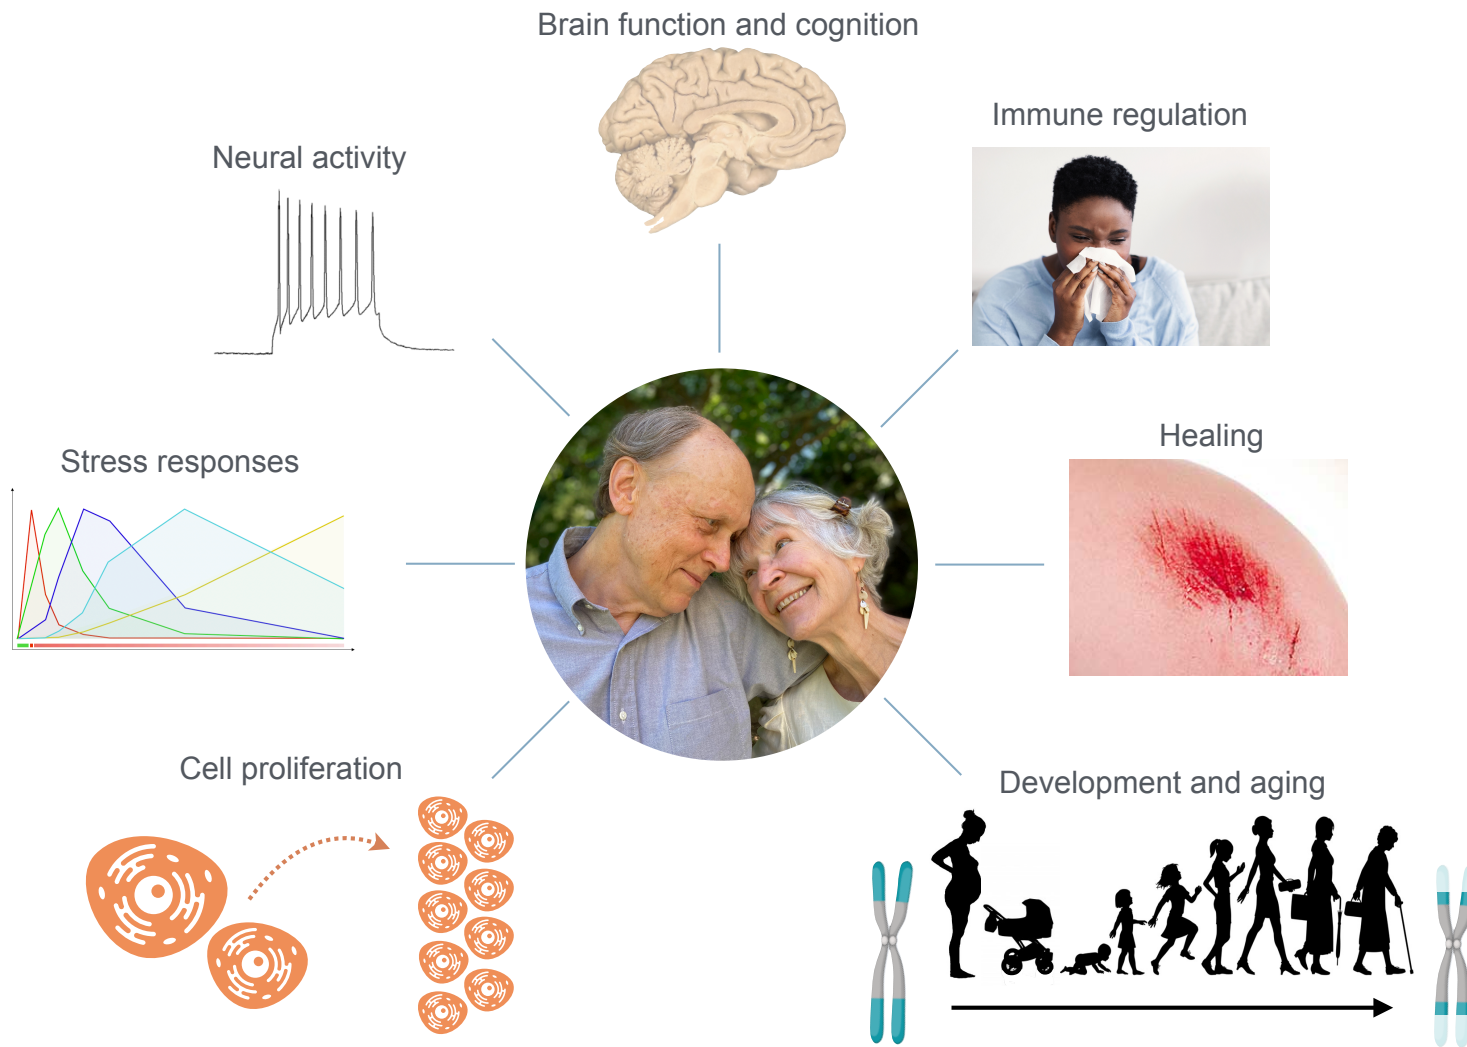 Brain function and cognition
Immune regulation
Neural activity
Healing
Stress responses
Cell proliferation
Development and aging